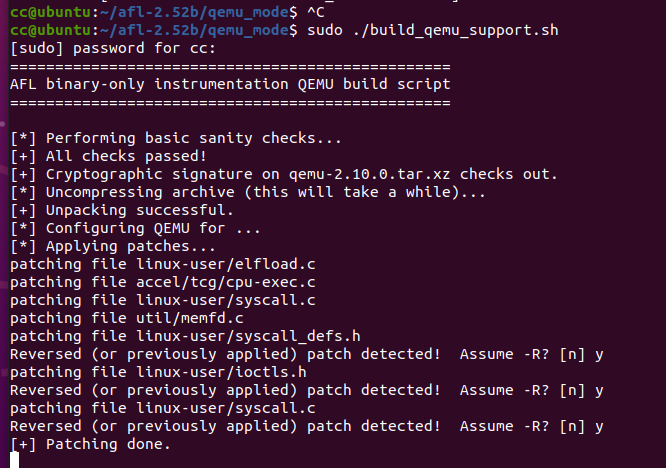 cc@ubuntu:~/afl-2.52b/qemu_mode$ ^C
cc@ubuntu:~/afl-2.52b/qemu_mode$ sudo ./build_qemu_support.sh
[sudo] password for cc:
=================================================
AFL binary-only instrumentation QEMU build script
=================================================

[*] Performing basic sanity checks...
[+] All checks passed!
[+] Cryptographic signature on qemu-2.10.0.tar.xz checks out.
[*] Uncompressing archive (this will take a while)...
[+] Unpacking successful.
[*] Configuring QEMU for ...
[*] Applying patches...
patching file linux-user/elfload.c
patching file accel/tcg/cpu-exec.c
patching file linux-user/syscall.c
patching file util/memfd.c
patching file linux-user/syscall_defs.h
Reversed (or previously applied) patch detected!  Assume -R? [n] y
patching file linux-user/ioctls.h
Reversed (or previously applied) patch detected!  Assume -R? [n] y
patching file linux-user/syscall.c
Reversed (or previously applied) patch detected!  Assume -R? [n] y
[+] Patching done.